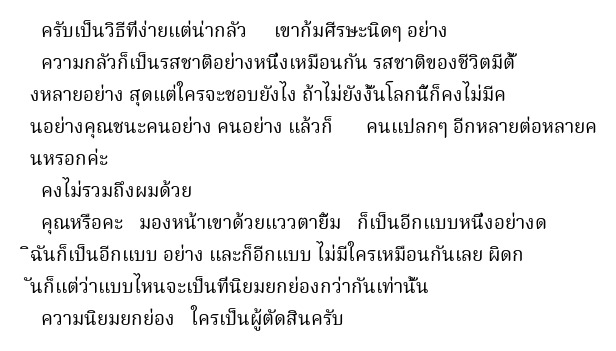 ครับเป็นวิธีที่ง่ายแต่น่ากลัว เขาก้มศีรษะนิดๆ อย่าง
ความกลัวก็เป็นรสชาติอย่างหนึ่งเหมือนกัน รสชาติของชีวิตมีตั้
งหลายอย่าง สุดแต่ใครจะชอบยังไง ถ้าไม่ยังงั้นโลกนี้ก็คงไม่มีค
นอย่างคุณชนะคนอย่าง คนอย่าง แล้วก็ คนแปลกๆ อีกหลายต่อหลายค
นหรอกค่ะ
คงไม่รวมถึงผมด้วย
คุณหรือคะ มองหน้าเขาด้วยแววตายิ้ม ก็เป็นอีกแบบหนึ่งอย่างด
ิฉันก็เป็นอีกแบบ อย่าง และก็อีกแบบ ไม่มีใครเหมือนกันเลย ผิดก
ันก็แต่ว่าแบบไหนจะเป็นที่นิยมยกย่องกว่ากันเท่านั้น
ความนิยมยกย่อง ใครเป็นผู้ตัดสินครับ